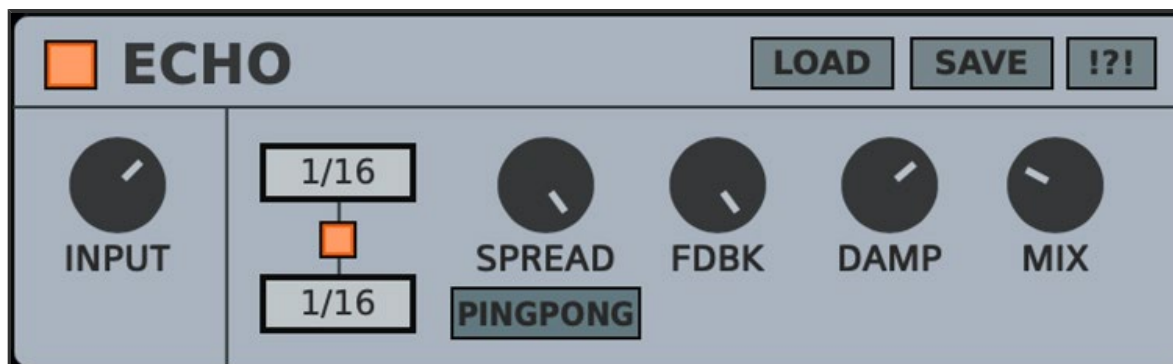 ECHO LOAD SAVE !?!
1/16
INPUT SPREAD FDBK DAMP MIX
1/16 PINGPONG